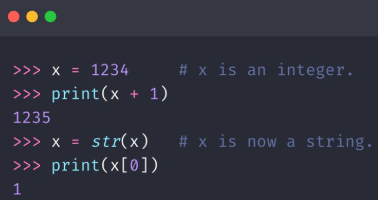 >>> x = 1234     # x is an integer.
>>> print(x + 1)
1235
>>> x = str(x)   # x is now a string.
>>> print(x[0])
1